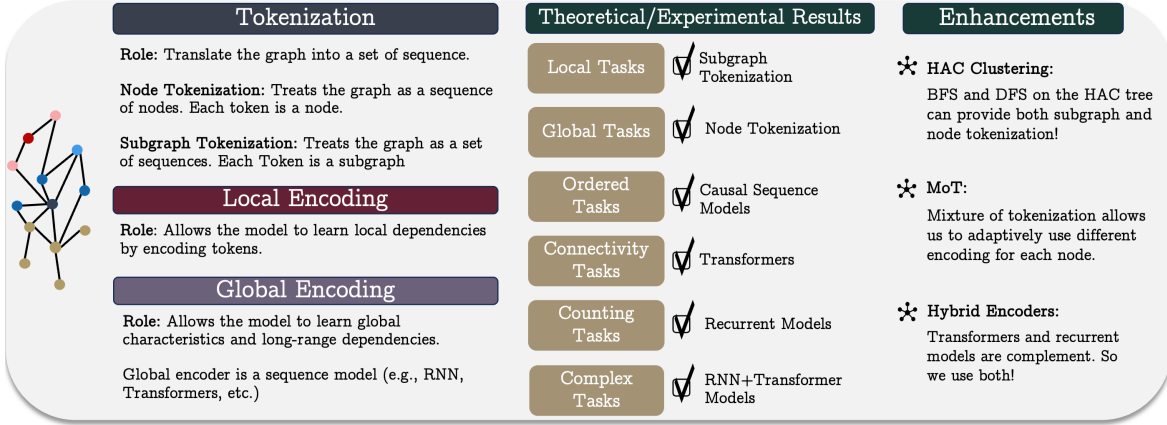 Tokenization
Role: Translate the graph into a set of sequence.
Node Tokenization: Treats the graph as a sequence
of nodes. Each token is a node.
Subgraph Tokenization: Treats the graph as a set
of sequences. Each Token is a subgraph
Local Encoding
Role: Allows the model to learn local dependencies
by encoding tokens.
Global Encoding
Role: Allows the model to learn global
characteristics and long-range dependencies.
Global encoder is a sequence model (e.g., RNN,
Transformers, etc.)
Theoretical/Experimental Results
Local Tasks
Subgraph
Tokenization
Global Tasks
Node Tokenization
Ordered
Tasks
Causal Sequence
Models
Connectivity
Tasks
Transformers
Counting
Tasks
Recurrent Models
Complex
Tasks
RNN+Transformer
Models
Enhancements
HAC Clustering:
BFS and DFS on the HAC tree
can provide both subgraph and
node tokenization!
MoT:
Mixture of tokenization allows
us to adaptively use different
encoding for each node.
Hybrid Encoders:
Transformers and recurrent
models are complement. So
we use both!